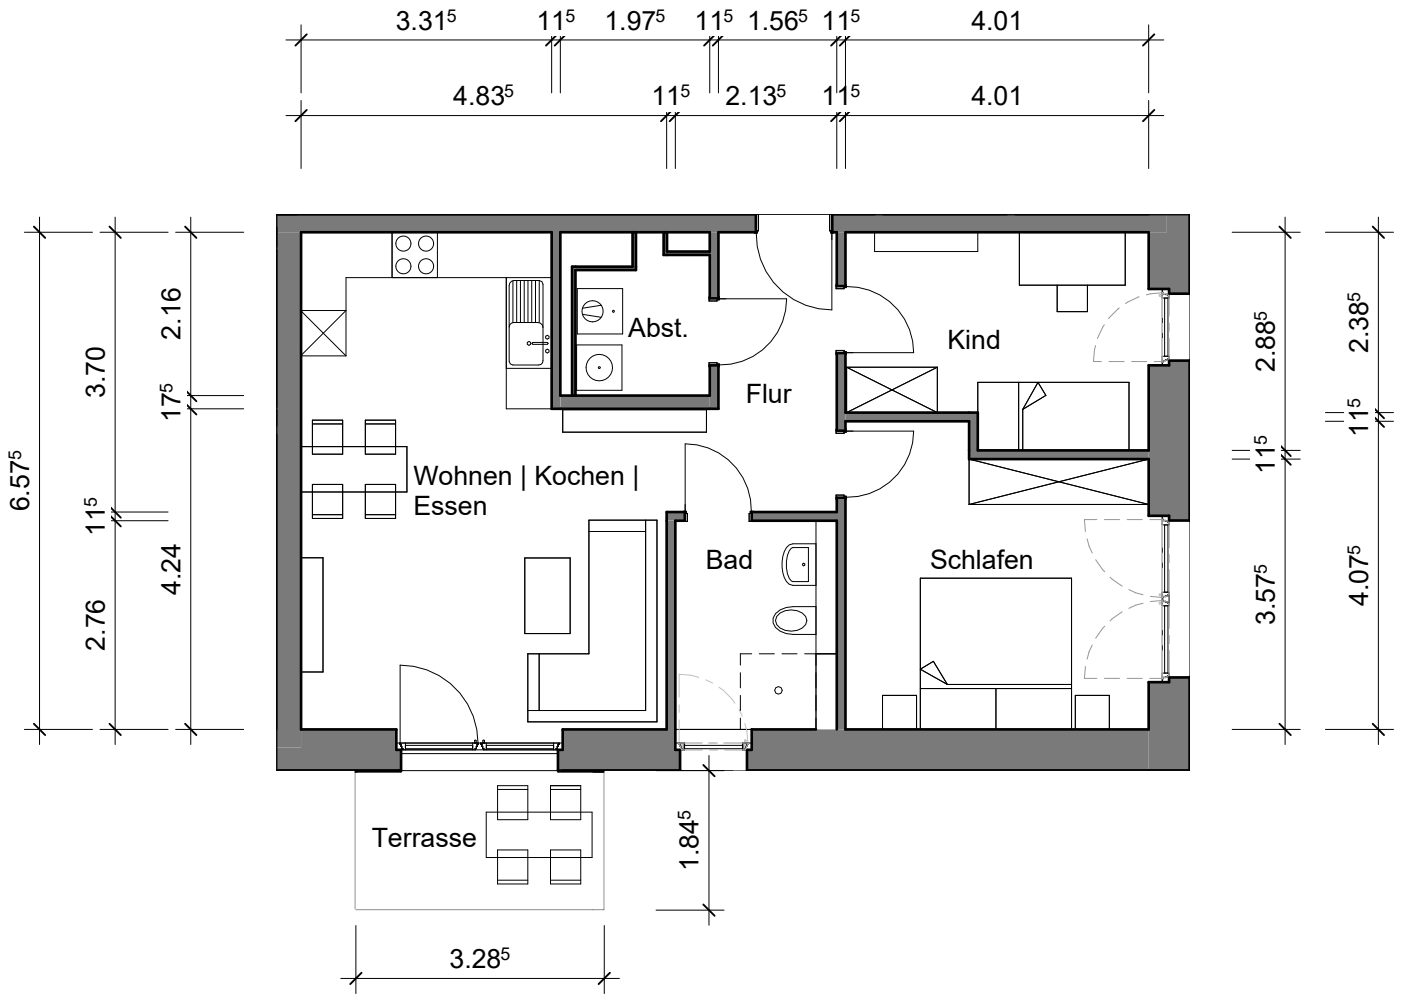 3.31⁵ 11⁵ 1.97⁵ 11⁵ 1.56⁵ 11⁵ 4.01
4.83⁵ 11⁵ 2.13⁵ 11⁵ 4.01
6.57⁵
3.70
11⁵
2.76
2.16
17⁵
4.24
Abst.
Kind
Flur
Wohnen | Kochen |
Essen
Bad
Schlafen
2.88⁵
11⁵
3.57⁵
2.38⁵
11⁵
4.07⁵
Terrasse
1.84⁵
3.28⁵